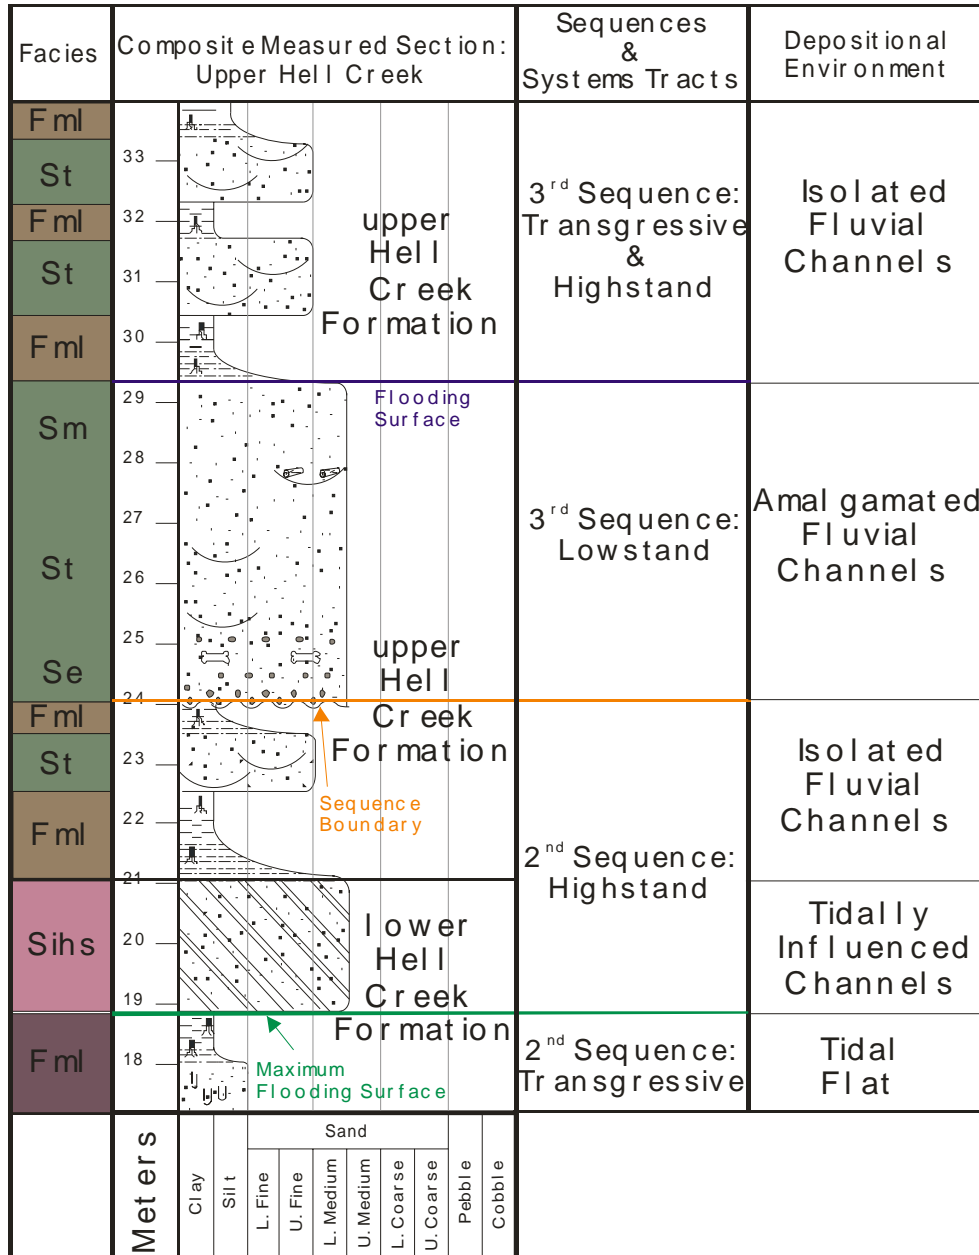 Facies
Composite Measured Section:
Upper Hell Creek
Sequences
&
Systems Tracts
Depositional
Environment
Fml
St
Fml
St
Fml
Sm
St
Se
Fml
St
Fml
Sihs
Fml
33
32
31
30
29
28
27
26
25
24
23
22
21
20
19
18
upper
Hell
Creek
Formation
Flooding
Surface
upper
Hell
Creek
Formation
Sequence
Boundary
lower
Hell
Creek
Formation
Maximum
Flooding Surface
3rd Sequence:
Transgressive
&
Highstand
3rd Sequence:
Lowstand
2nd Sequence:
Highstand
2nd Sequence:
Transgressive
Isolated
Fluvial
Channels
Amalgamated
Fluvial
Channels
Isolated
Fluvial
Channels
Tidally
Influenced
Channels
Tidal
Flat
Meters
Clay
Silt
Sand
L. Fine
U. Fine
L. Medium
U. Medium
L. Coarse
U. Coarse
Pebble
Cobble